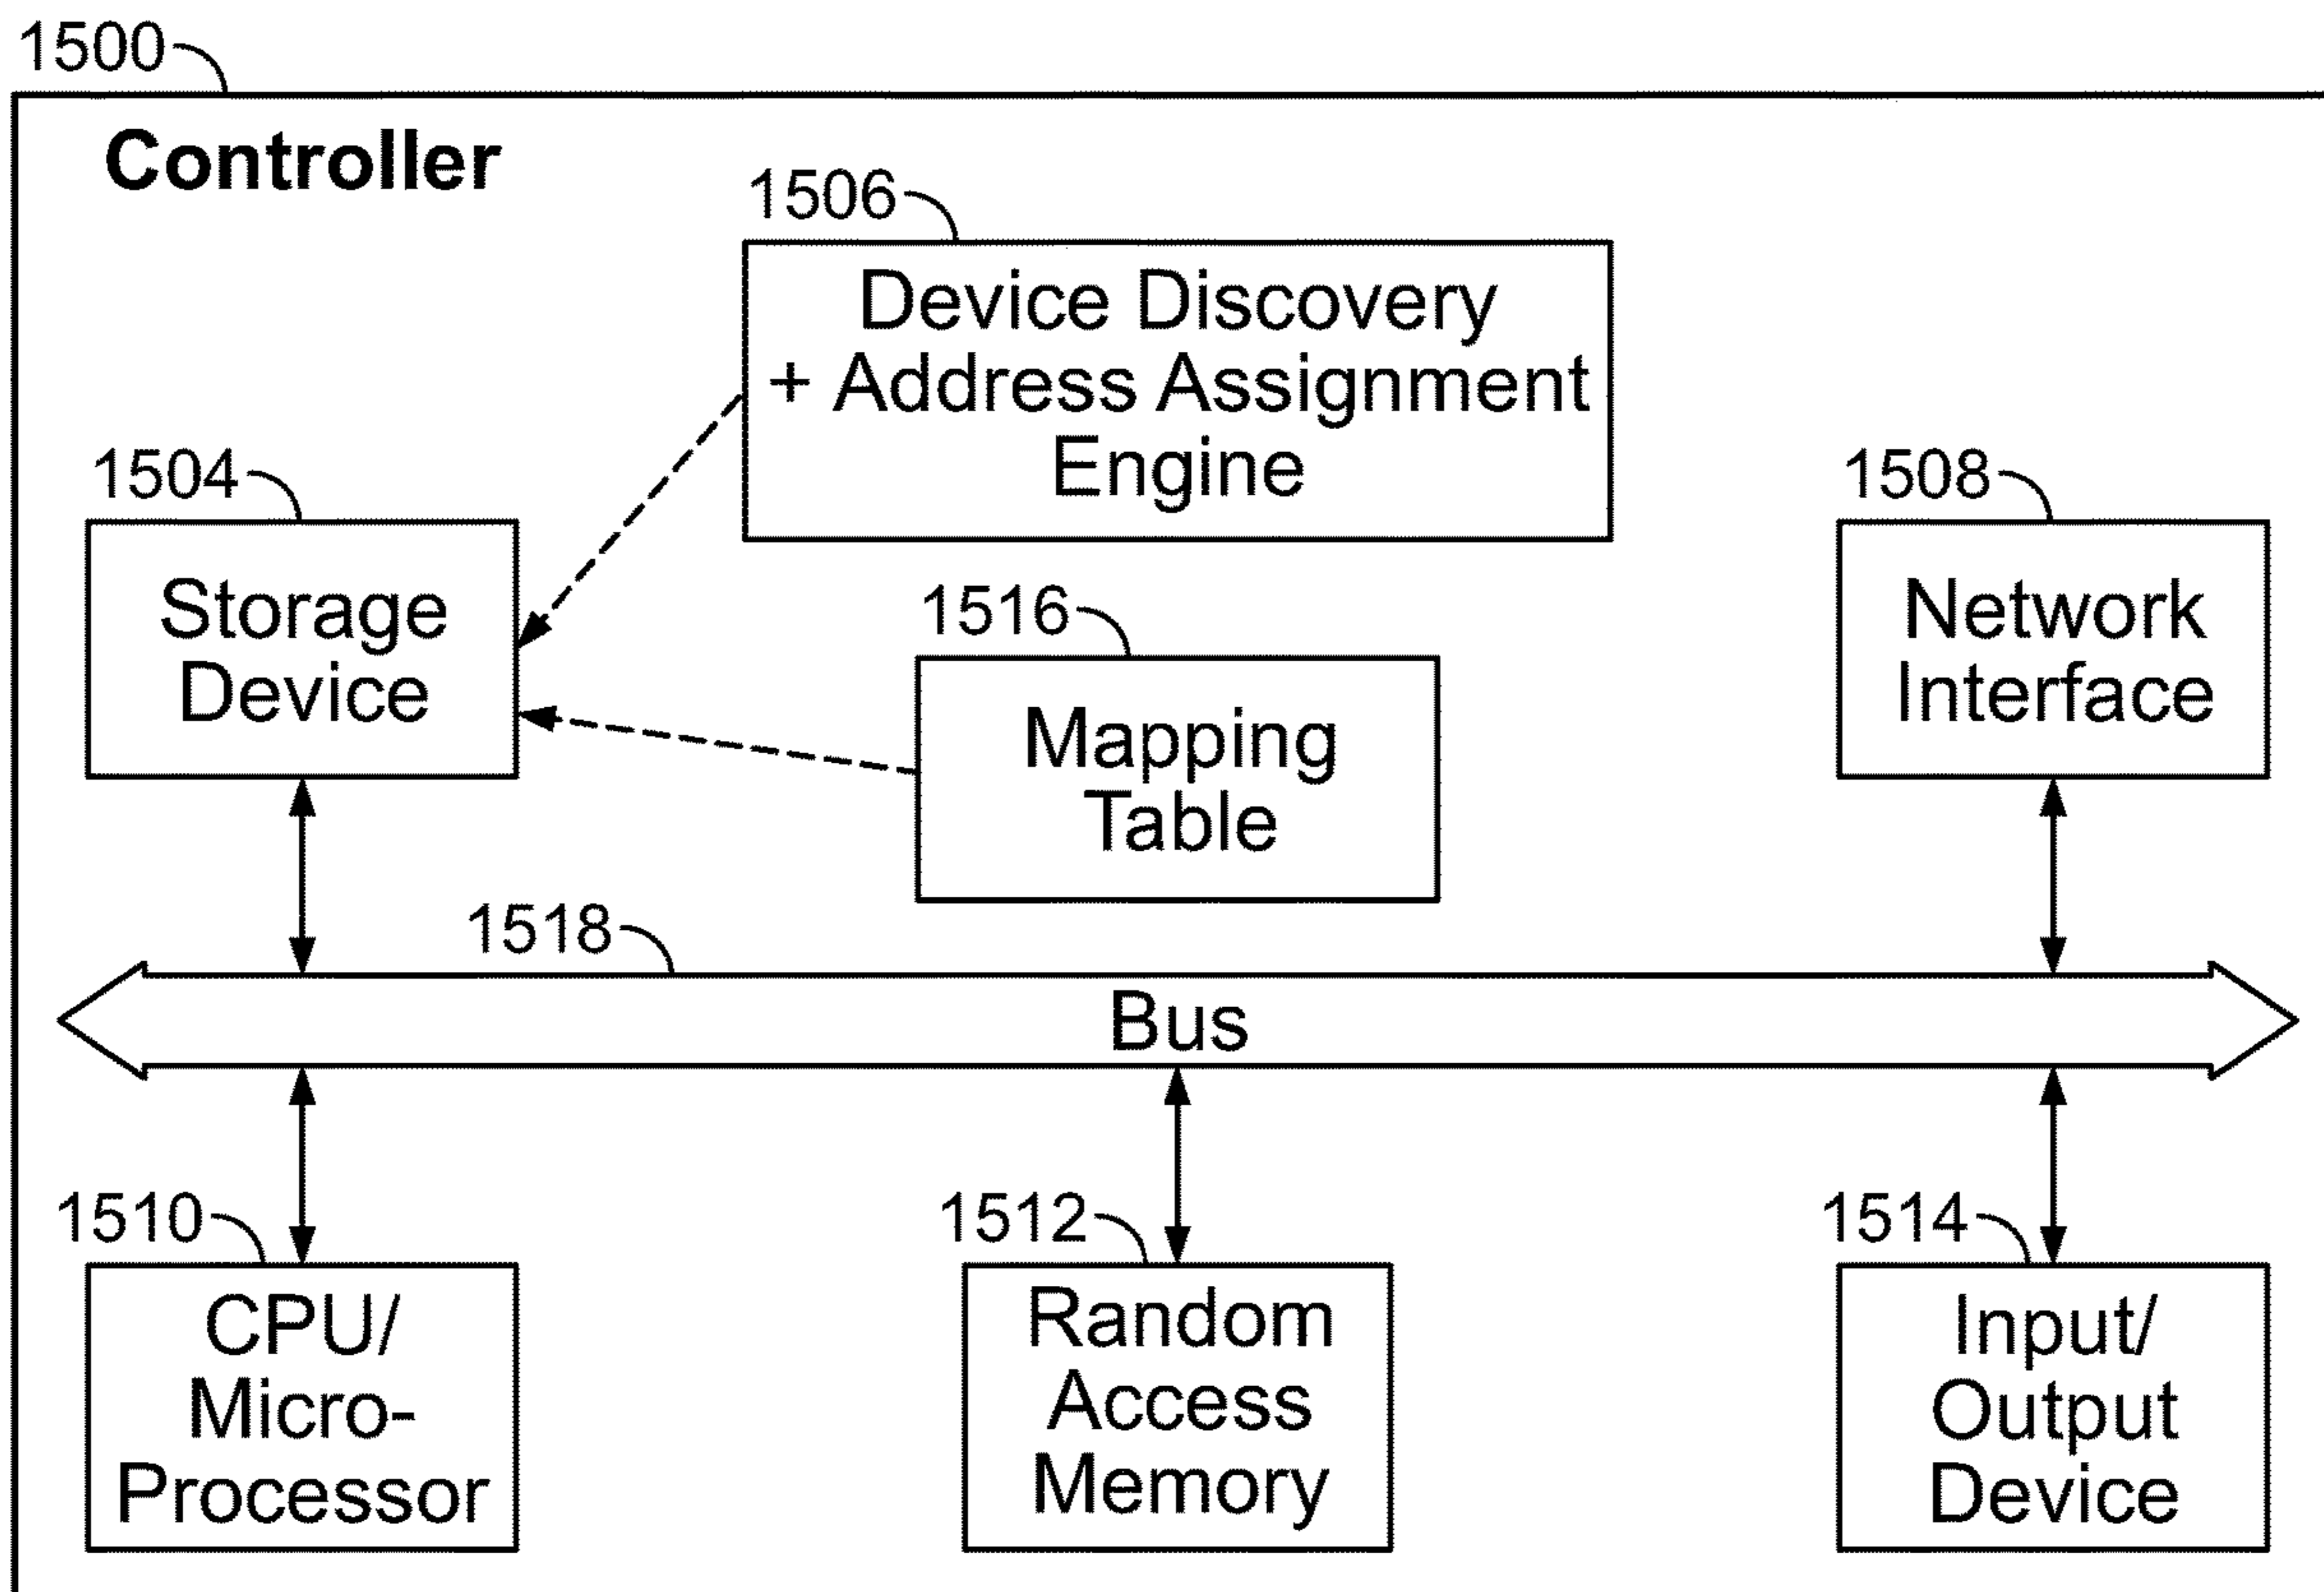 1500
Controller
1506
Device Discovery
+ Address Assignment
Engine
1504
Storage
Device
1508
Network
Interface
1516
Mapping
Table
1518
Bus
1510
CPU/
Micro-
Processor
1512
Random
Access
Memory
1514
Input/
Output
Device